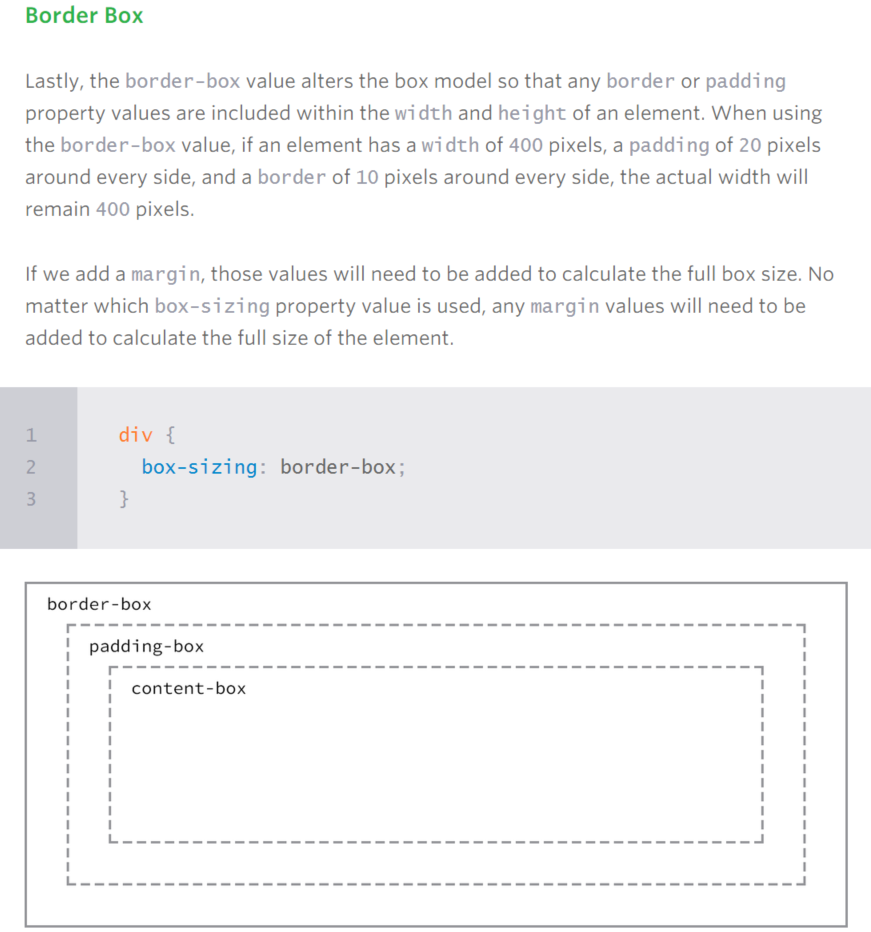 Border Box
Lastly, the border-box value alters the box model so that any border or padding
property values are included within the width and height of an element. When using
the border-box value, if an element has a width of 400 pixels, a padding of 20 pixels
around every side, and a border of 10 pixels around every side, the actual width will
remain 400 pixels.
If we add a margin, those values will need to be added to calculate the full box size. No
matter which box-sizing property value is used, any margin values will need to be
added to calculate the full size of the element.
1 div {
2 box-sizing: border-box;
3 }
border-box
padding-box
content-box